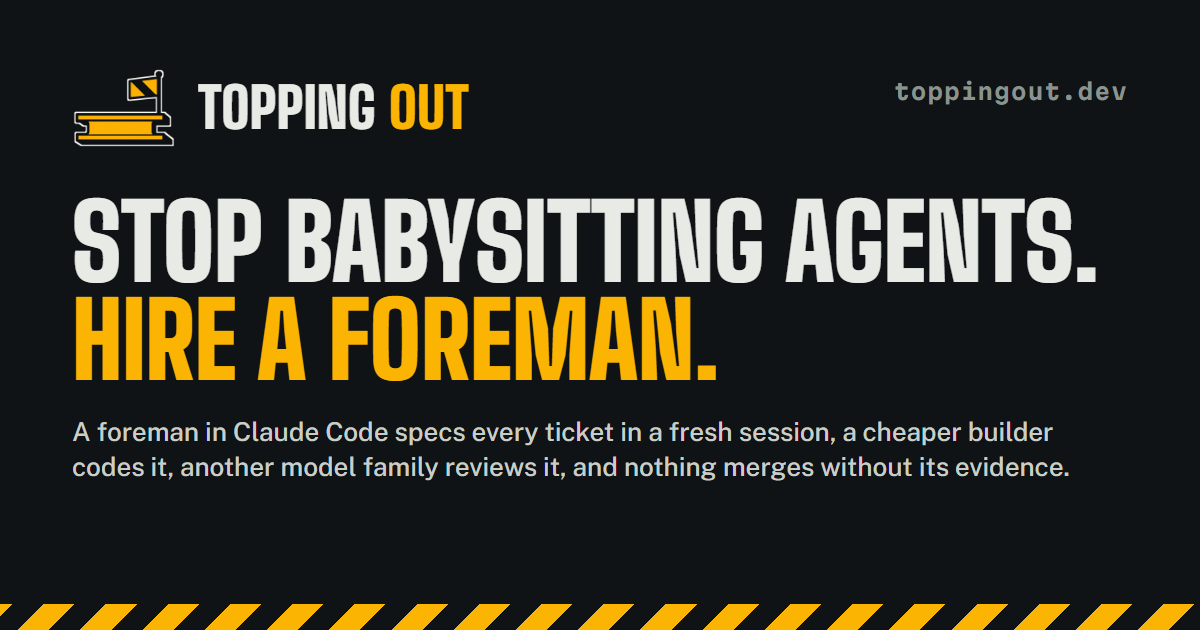 TOPPING OUT
toppingout.dev
STOP BABYSITTING AGENTS.
HIRE A FOREMAN.
A foreman in Claude Code specs every ticket in a fresh session, a cheaper builder
codes it, another model family reviews it, and nothing merges without its evidence.